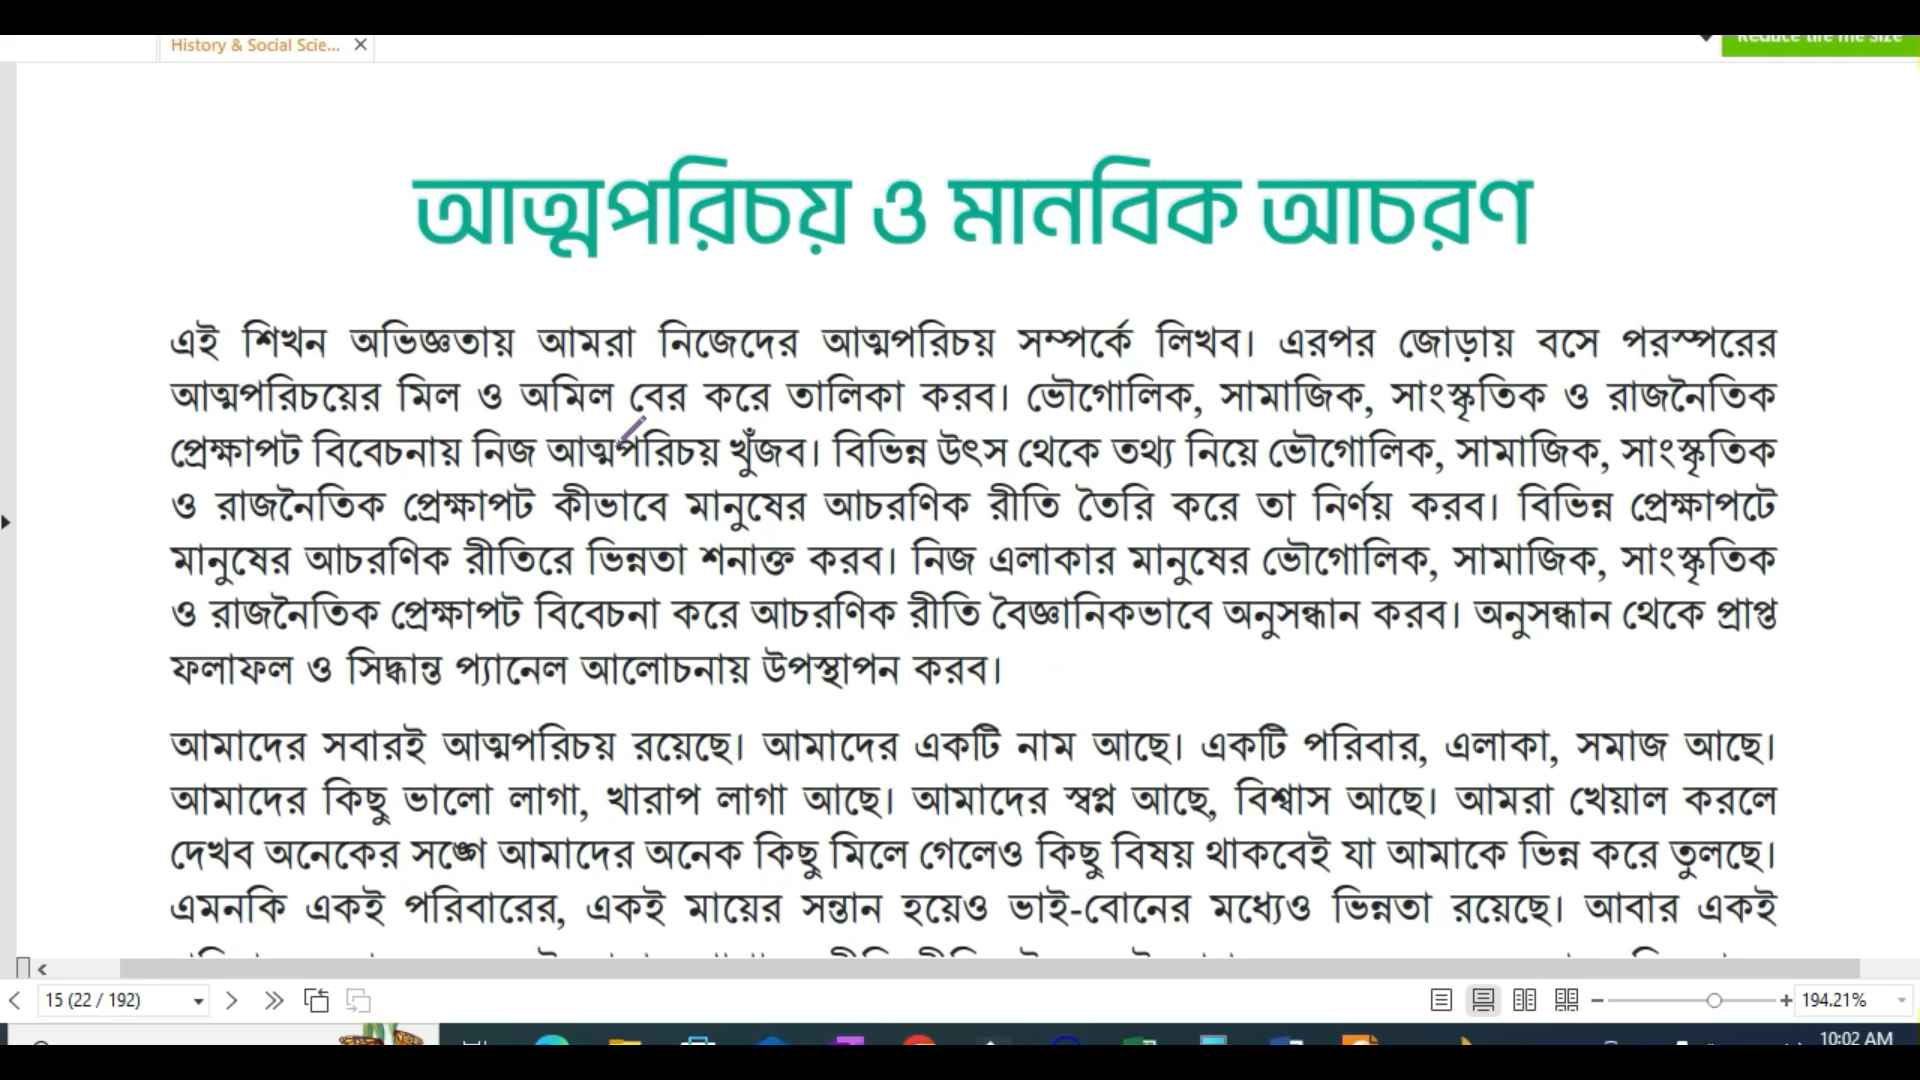 History & Social Scie...
Reduce file size
আত্মপরিচয় ও মানবিক আচরণ
এই শিখন অভিজ্ঞতায় আমরা নিজেদের আত্মপরিচয় সম্পর্কে লিখব। এরপর জোড়ায় বসে পরস্পরের
আত্মপরিচয়ের মিল ও অমিল বের করে তালিকা করব। ভৌগোলিক, সামাজিক, সাংস্কৃতিক ও রাজনৈতিক
প্রেক্ষাপট বিবেচনায় নিজ আত্মপরিচয় খুঁজব। বিভিন্ন উৎস থেকে তথ্য নিয়ে ভৌগোলিক, সামাজিক, সাংস্কৃতিক
ও রাজনৈতিক প্রেক্ষাপট কীভাবে মানুষের আচরণিক রীতি তৈরি করে তা নির্ণয় করব। বিভিন্ন প্রেক্ষাপটে
মানুষের আচরণিক রীতিরে ভিন্নতা শনাক্ত করব। নিজ এলাকার মানুষের ভৌগোলিক, সামাজিক, সাংস্কৃতিক
ও রাজনৈতিক প্রেক্ষাপট বিবেচনা করে আচরণিক রীতি বৈজ্ঞানিকভাবে অনুসন্ধান করব। অনুসন্ধান থেকে প্রাপ্ত
ফলাফল ও সিদ্ধান্ত প্যানেল আলোচনায় উপস্থাপন করব।
আমাদের সবারই আত্মপরিচয় রয়েছে। আমাদের একটি নাম আছে। একটি পরিবার, এলাকা, সমাজ আছে।
আমাদের কিছু ভালো লাগা, খারাপ লাগা আছে। আমাদের স্বপ্ন আছে, বিশ্বাস আছে। আমরা খেয়াল করলে
দেখব অনেকের সঙ্গে আমাদের অনেক কিছু মিলে গেলেও কিছু বিষয় থাকবেই যা আমাকে ভিন্ন করে তুলছে।
এমনকি একই পরিবারের, একই মায়ের সন্তান হয়েও ভাই-বোনের মধ্যেও ভিন্নতা রয়েছে। আবার একই
15 (22 / 192)
194.21%
10:02 AM